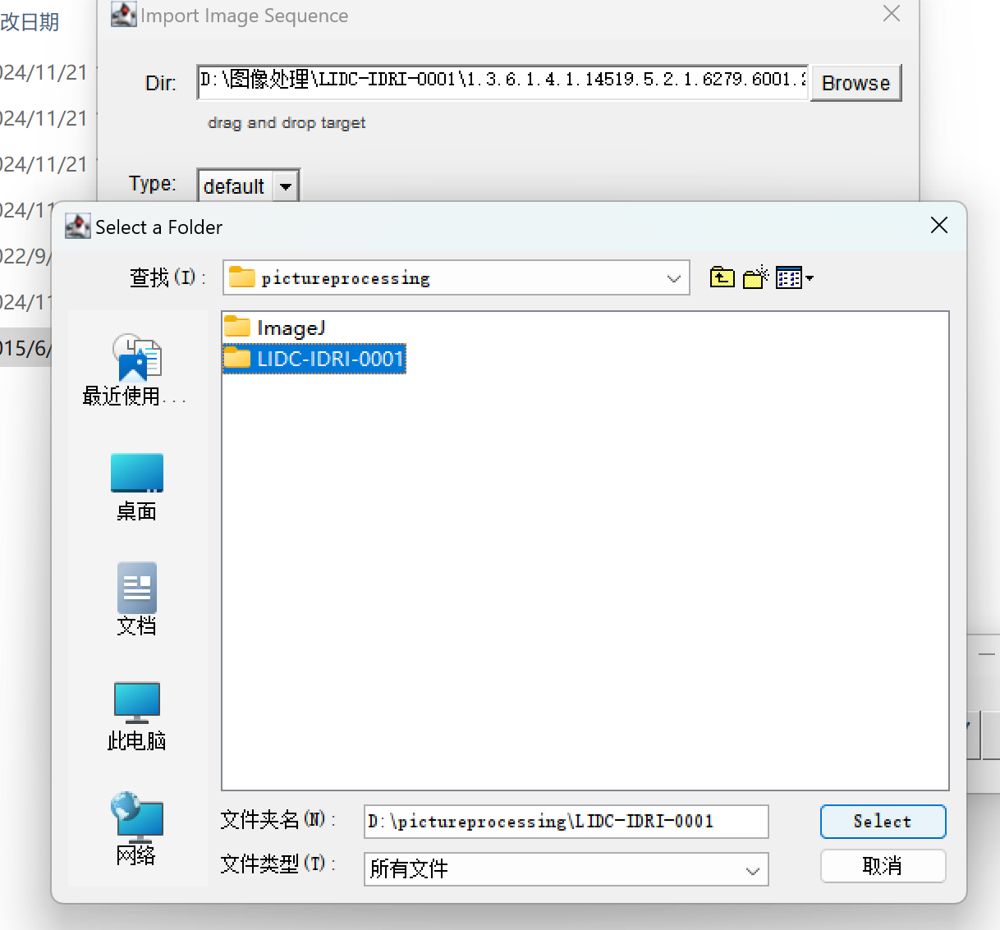 改日期
Import Image Sequence
024/11/21
Dir: D:\图像处理\LIDC-IDRI-0001\1.3.6.1.4.1.14519.5.2.1.6279.6001. Browse
024/11/21
drag and drop target
024/11/21
Type: default
024/11
Select a Folder
022/9/
查找(I): pictureprocessing
024/11
015/6/
ImageJ
LIDC-IDRI-0001
最近使用...
桌面
文档
此电脑
网络
文件夹名(N): D:\pictureprocessing\LIDC-IDRI-0001 Select
文件类型(T): 所有文件 取消